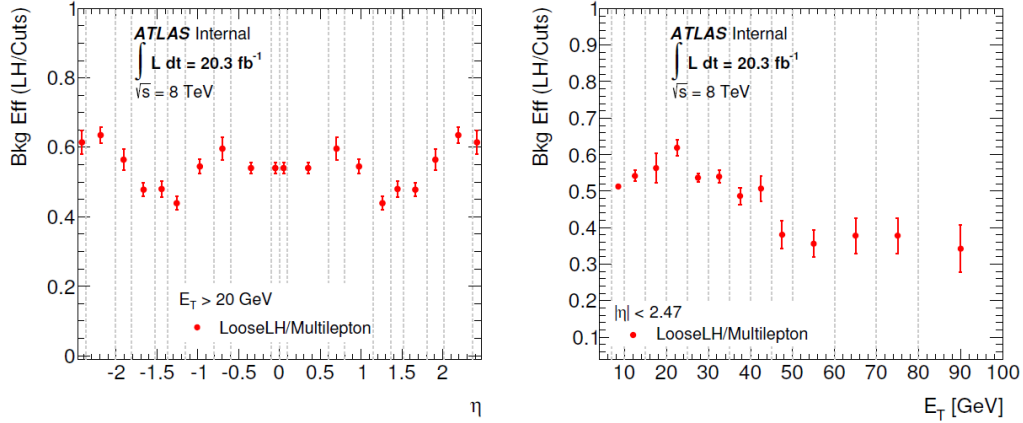 Bkg Eff (LH/Cuts)
1
0.8
0.6
0.4
0.2
0
ATLAS Internal
∫ L dt = 20.3 fb⁻¹
√s = 8 TeV
E_T > 20 GeV
LooseLH/Multilepton
-2 -1.5 -1 -0.5 0 0.5 1 1.5 2
η
Bkg Eff (LH/Cuts)
1
0.9
0.8
0.7
0.6
0.5
0.4
0.3
0.2
0.1
ATLAS Internal
∫ L dt = 20.3 fb⁻¹
√s = 8 TeV
|η| < 2.47
LooseLH/Multilepton
10 20 30 40 50 60 70 80 90 100
E_T [GeV]